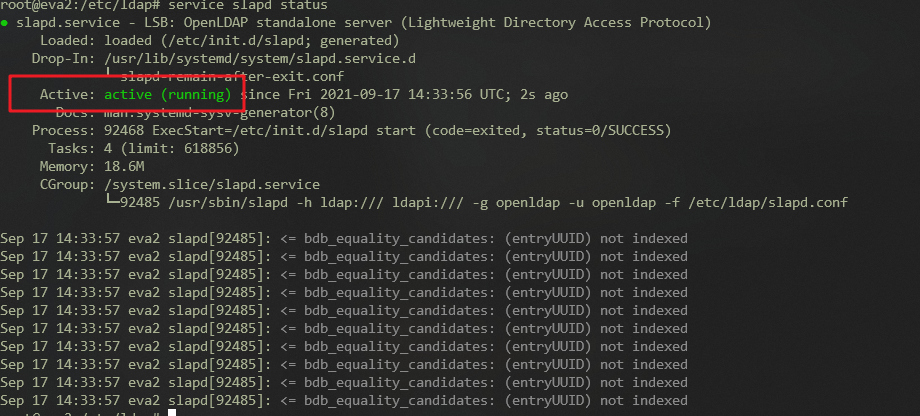 root@eva2:/etc/ldap# service slapd status
● slapd.service - LSB: OpenLDAP standalone server (Lightweight Directory Access Protocol)
Loaded: loaded (/etc/init.d/slapd; generated)
Drop-In: /usr/lib/systemd/system/slapd.service.d
└─slapd-remain-after-exit.conf
Active: active (running) since Fri 2021-09-17 14:33:56 UTC; 2s ago
Docs: man:systemd-sysv-generator(8)
Process: 92468 ExecStart=/etc/init.d/slapd start (code=exited, status=0/SUCCESS)
Tasks: 4 (limit: 618856)
Memory: 18.6M
CGroup: /system.slice/slapd.service
└─92485 /usr/sbin/slapd -h ldap:/// ldapi:/// -g openldap -u openldap -f /etc/ldap/slapd.conf
Sep 17 14:33:57 eva2 slapd[92485]: <= bdb_equality_candidates: (entryUUID) not indexed
Sep 17 14:33:57 eva2 slapd[92485]: <= bdb_equality_candidates: (entryUUID) not indexed
Sep 17 14:33:57 eva2 slapd[92485]: <= bdb_equality_candidates: (entryUUID) not indexed
Sep 17 14:33:57 eva2 slapd[92485]: <= bdb_equality_candidates: (entryUUID) not indexed
Sep 17 14:33:57 eva2 slapd[92485]: <= bdb_equality_candidates: (entryUUID) not indexed
Sep 17 14:33:57 eva2 slapd[92485]: <= bdb_equality_candidates: (entryUUID) not indexed
Sep 17 14:33:57 eva2 slapd[92485]: <= bdb_equality_candidates: (entryUUID) not indexed
Sep 17 14:33:57 eva2 slapd[92485]: <= bdb_equality_candidates: (entryUUID) not indexed
Sep 17 14:33:57 eva2 slapd[92485]: <= bdb_equality_candidates: (entryUUID) not indexed
Sep 17 14:33:57 eva2 slapd[92485]: <= bdb_equality_candidates: (entryUUID) not indexed
root@eva2:/etc/ldap#